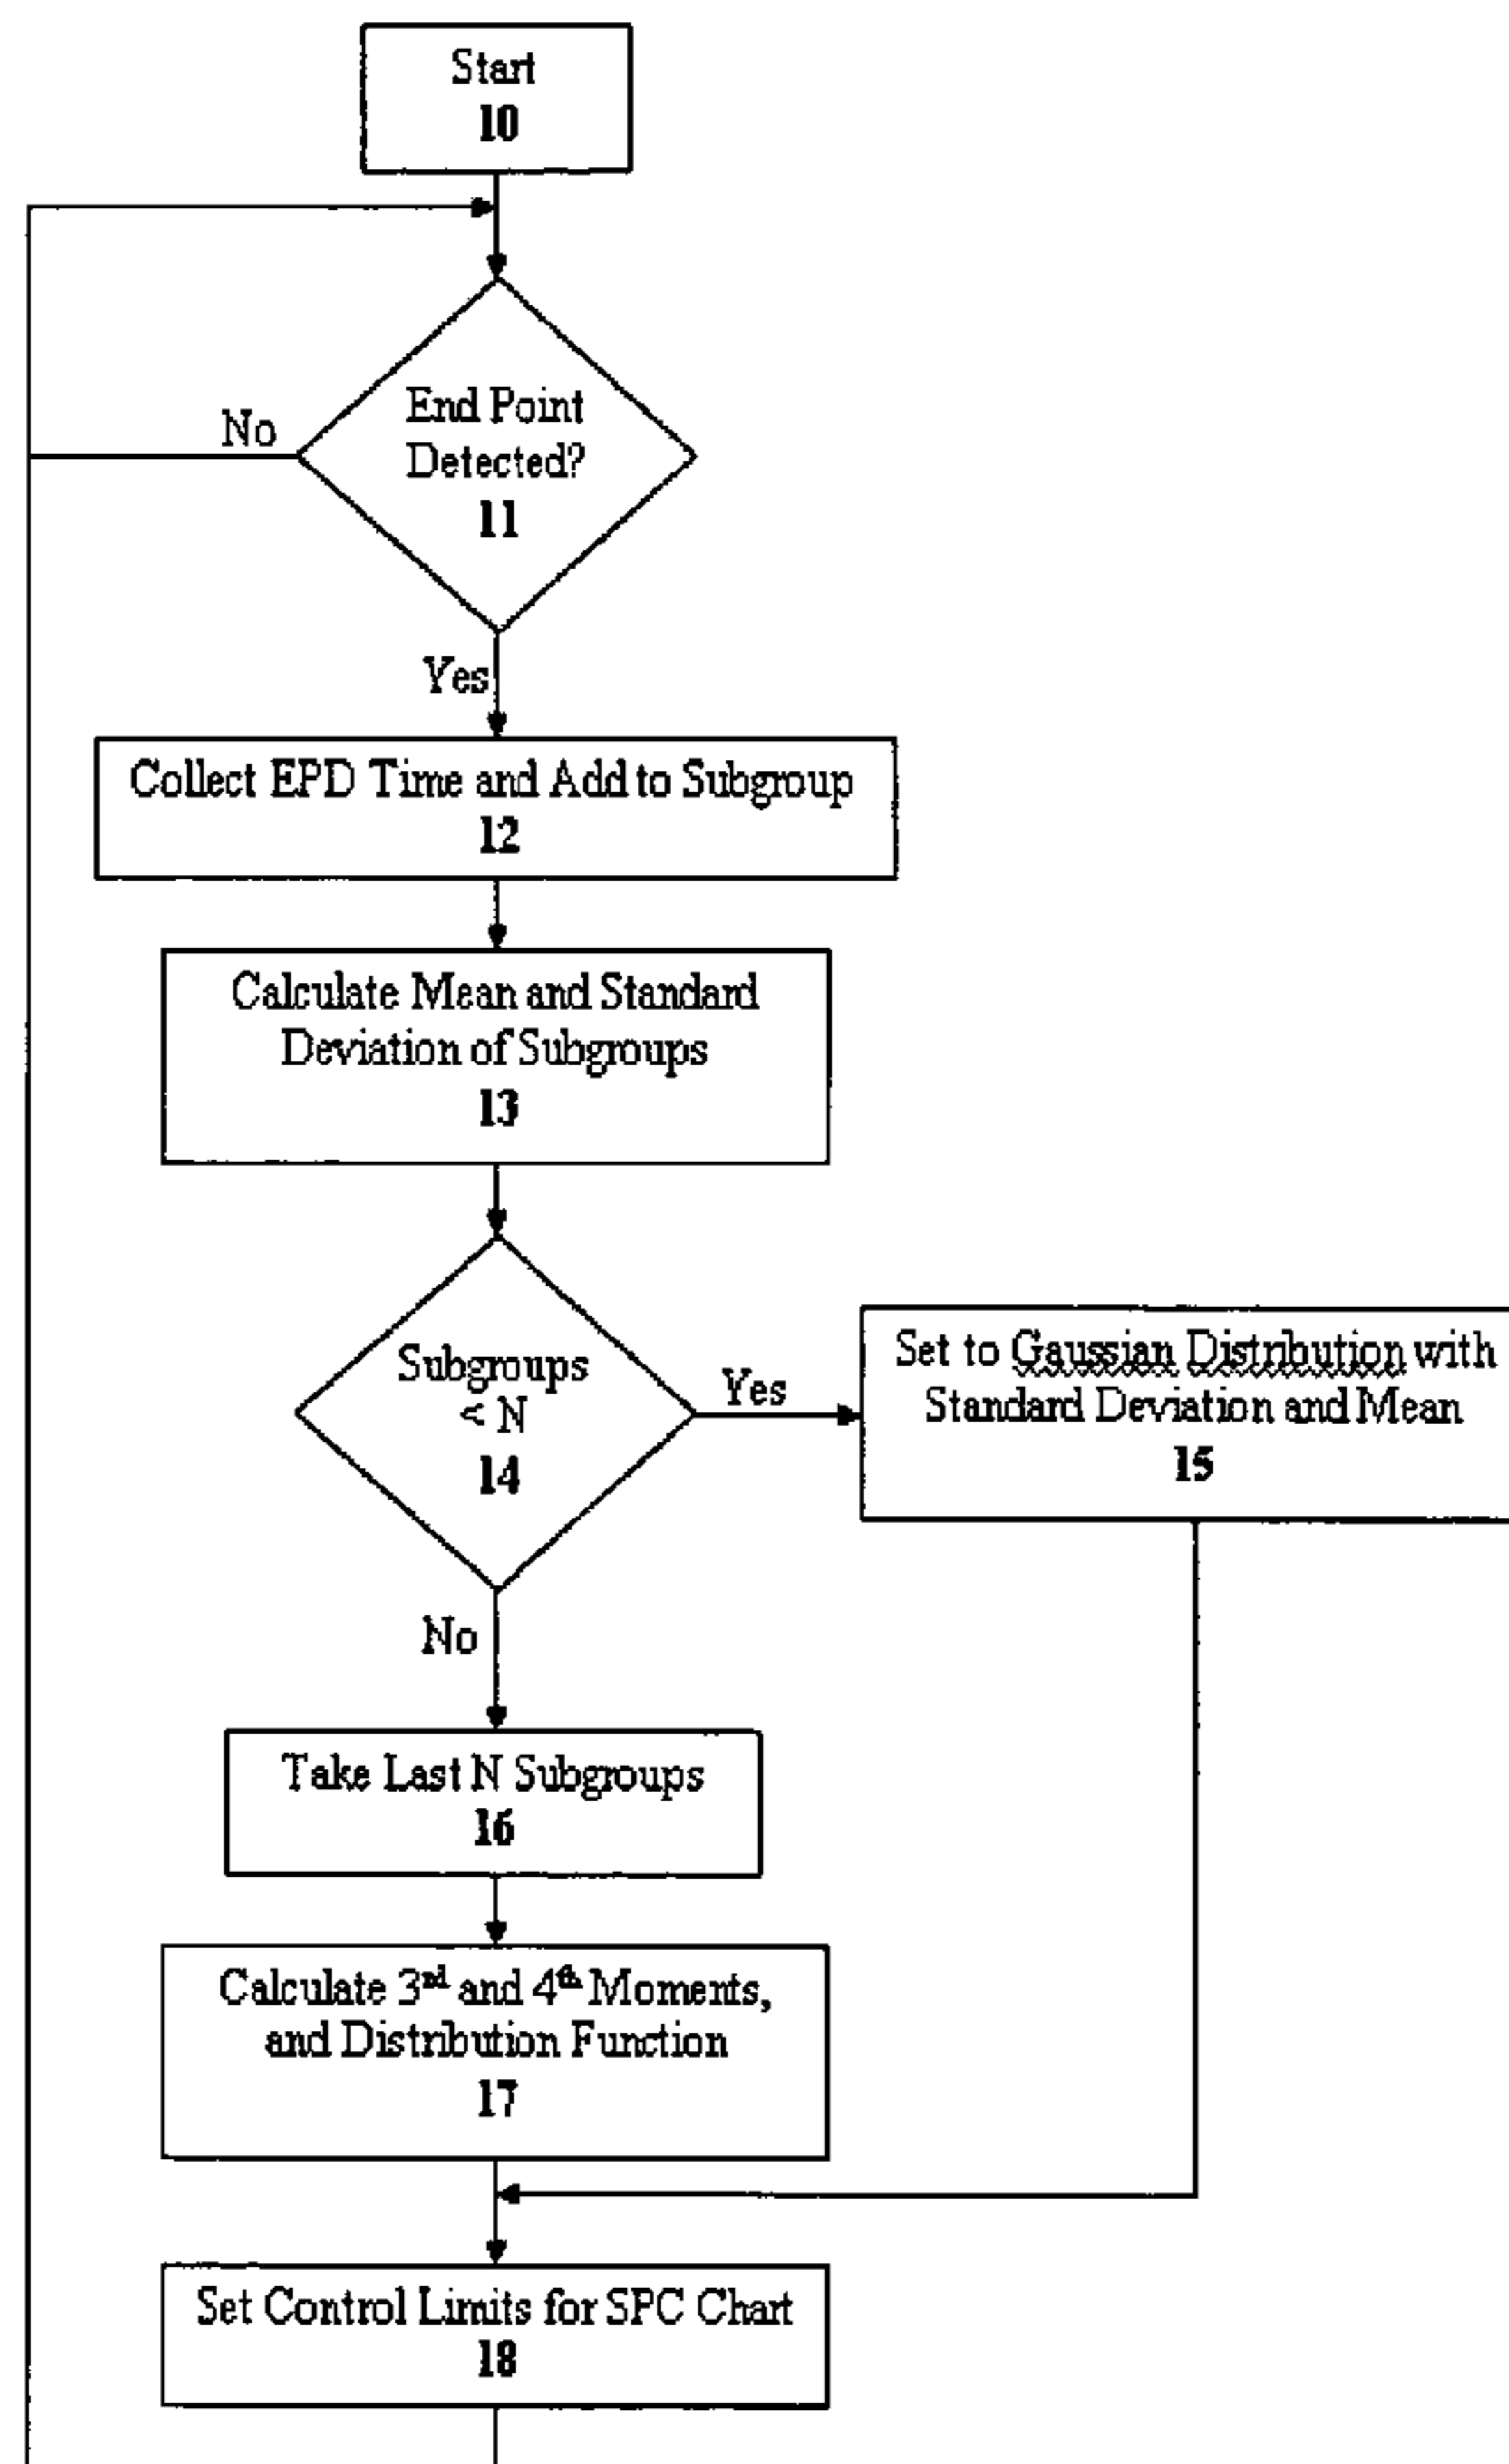 Start
10
No
End Point
Detected?
11
Yes
Collect EPD Time and Add to Subgroup
12
Calculate Mean and Standard
Deviation of Subgroups
13
Subgroups
< N
14
Yes
Set to Gaussian Distribution with
Standard Deviation and Mean
15
No
Take Last N Subgroups
16
Calculate 3rd and 4th Moments,
and Distribution Function
17
Set Control Limits for SPC Chart
18